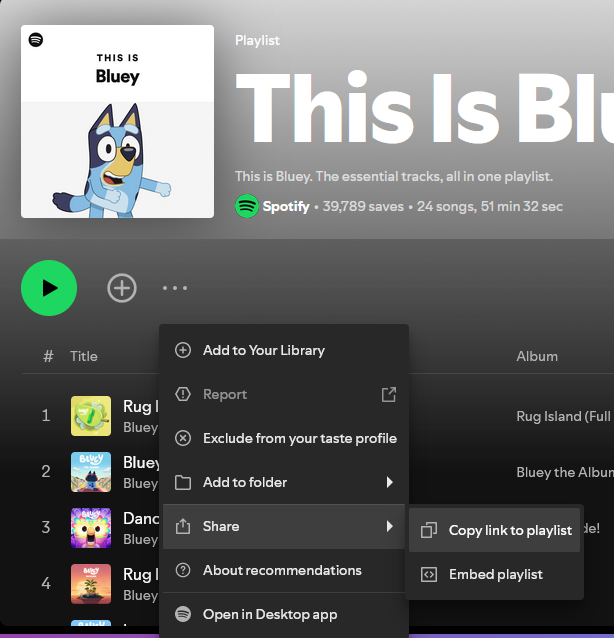 THIS IS
Bluey
Playlist
This Is Blu
This is Bluey. The essential tracks, all in one playlist.
Spotify • 39,789 saves • 24 songs, 51 min 32 sec
# Title Album
1 Rug I
Bluey
Rug Island (Full
2 Bluey
Bluey
Bluey the Album
3 Danc
Bluey
de!
4 Rug I
Bluey
Add to Your Library
Report
Exclude from your taste profile
Add to folder
Share
About recommendations
Open in Desktop app
Copy link to playlist
Embed playlist